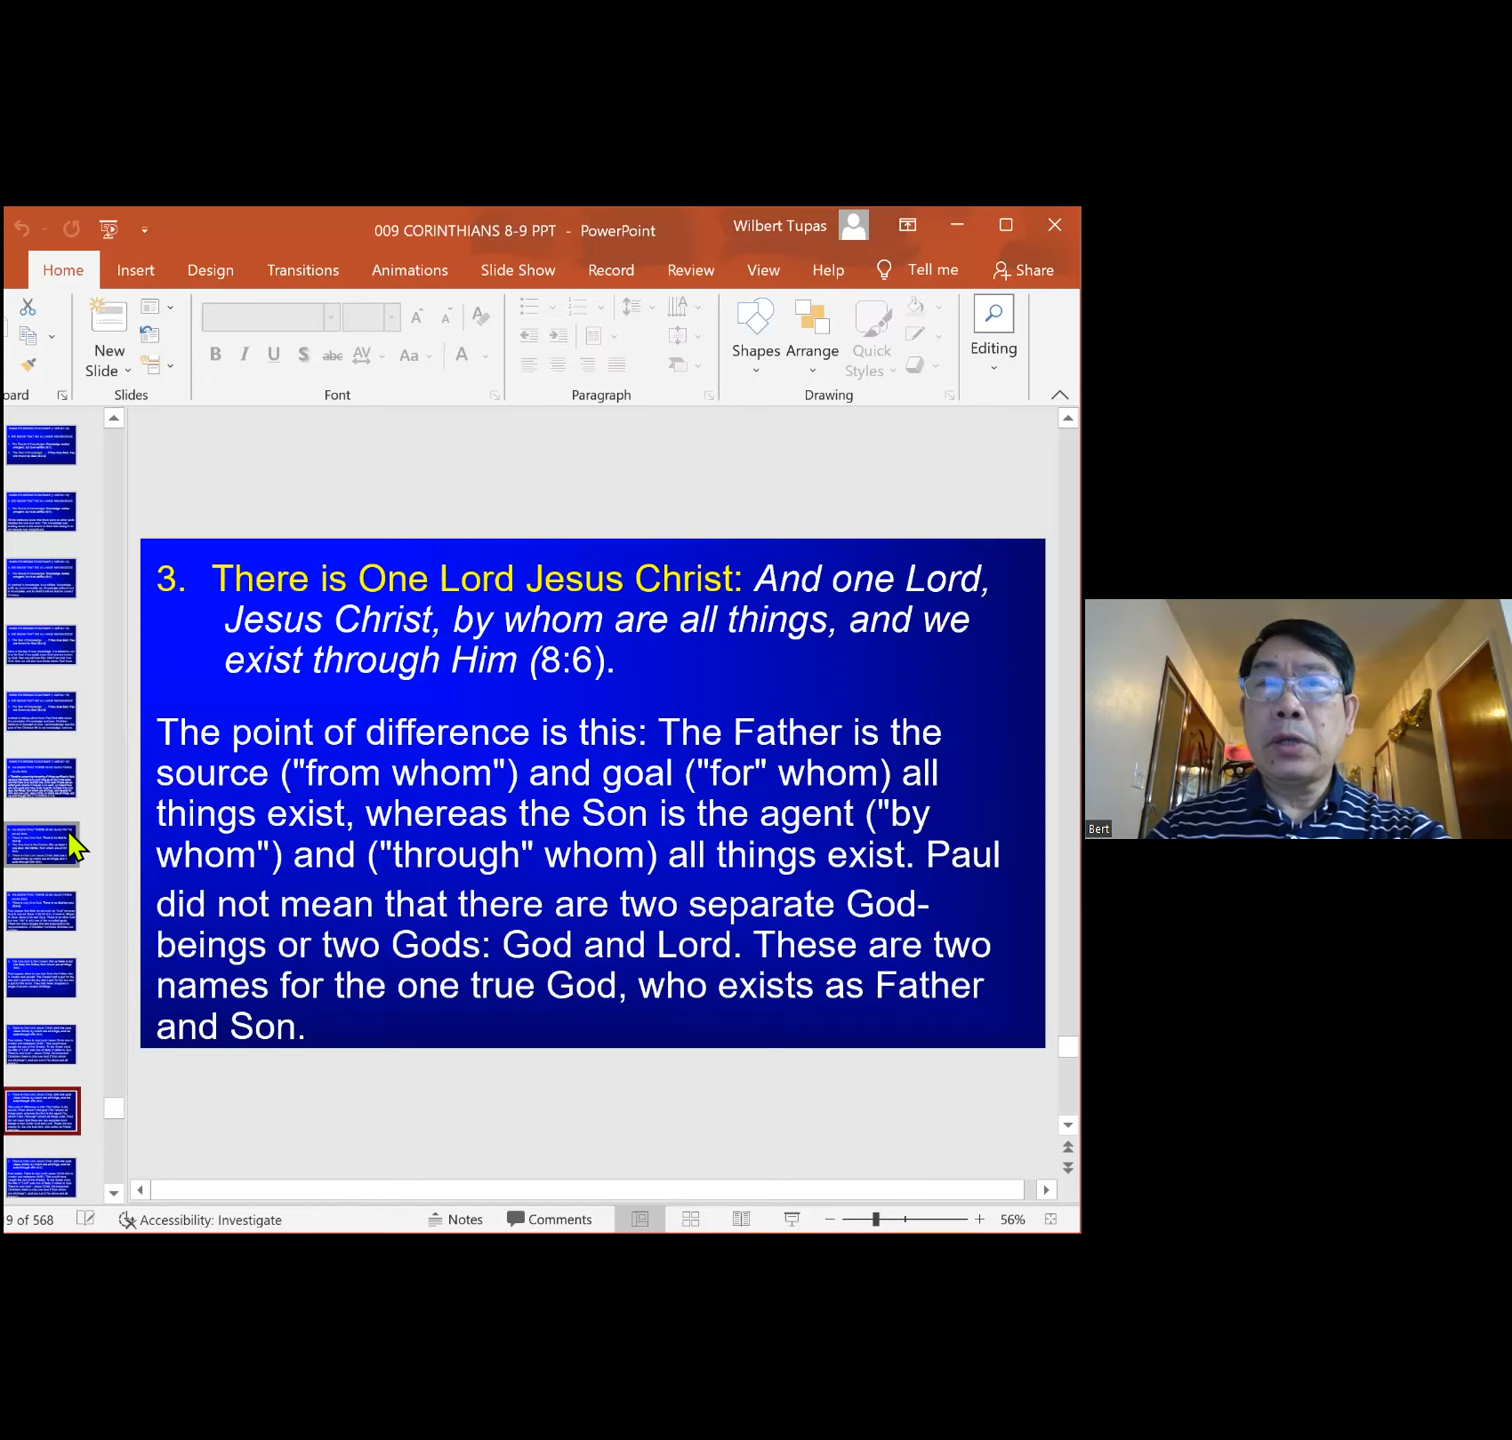 009 CORINTHIANS 8-9 PPT - PowerPoint
Wilbert Tupas
Home Insert Design Transitions Animations Slide Show Record Review View Help Tell me Share
New
Slide
B I U S abc AV Aa A
Shapes Arrange Quick
Styles
Editing
oard Slides Font Paragraph Drawing
3. There is One Lord Jesus Christ: And one Lord,
Jesus Christ, by whom are all things, and we
exist through Him (8:6).
The point of difference is this: The Father is the
source ("from whom") and goal ("for" whom) all
things exist, whereas the Son is the agent ("by
whom") and ("through" whom) all things exist. Paul
did not mean that there are two separate God-
beings or two Gods: God and Lord. These are two
names for the one true God, who exists as Father
and Son.
Bert
9 of 568 Accessibility: Investigate Notes Comments 56%